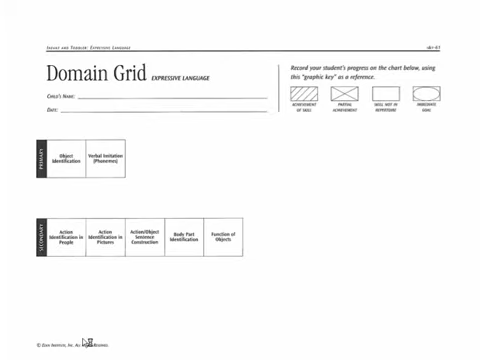 INFANT AND TODDLER: EXPRESSIVE LANGUAGE
Domain Grid EXPRESSIVE LANGUAGE
CHILD'S NAME:
DATE:
Record your student's progress on the chart below, using
this "graphic key" as a reference.
ACHIEVEMENT
OF SKILL
PARTIAL
ACHIEVEMENT
SKILL NOT IN
REPERTOIRE
IMMEDIATE
GOAL
PRIMARY
Object
Identification
Verbal Imitation
(Phonemes)
SECONDARY
Action
Identification in
People
Action
Identification in
Pictures
Action/Object
Sentence
Construction
Body Part
Identification
Function of
Objects